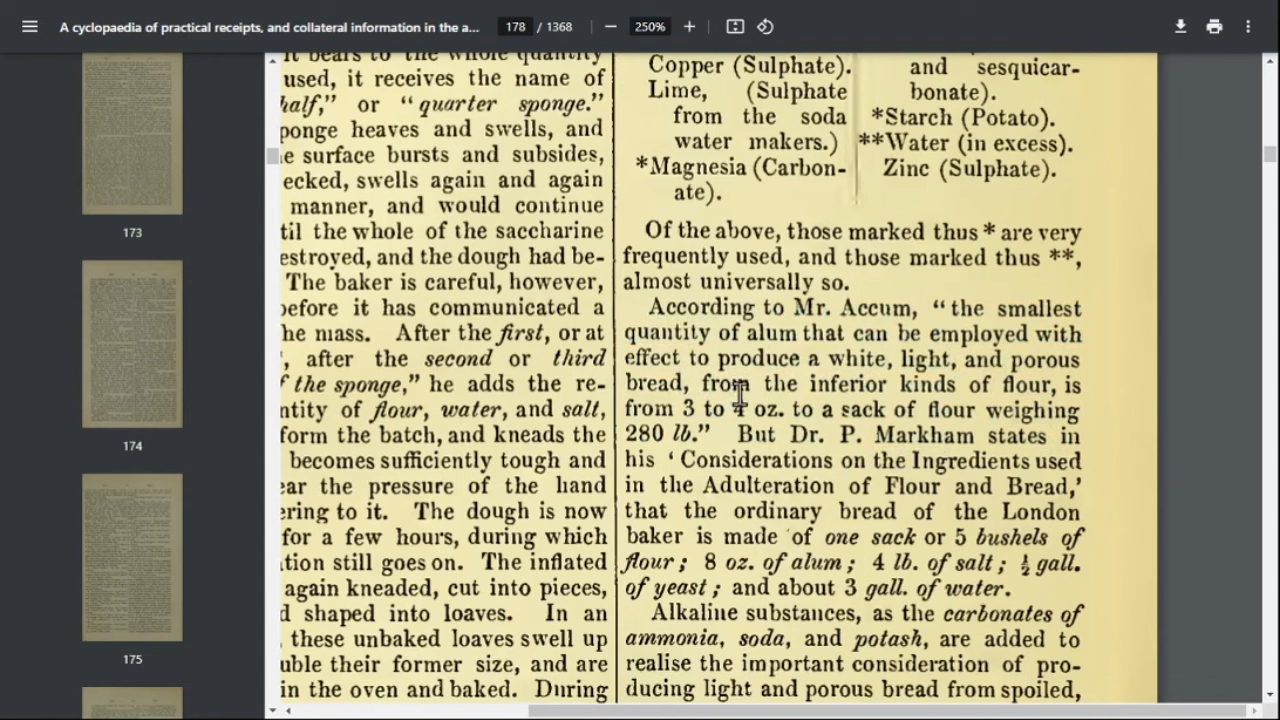 A cyclopaedia of practical receipts, and collateral information in the a...
178 / 1368
250%
173
174
175
it bears to the whole quantity
used, it receives the name of
half," or "quarter sponge."
ponge heaves and swells, and
e surface bursts and subsides,
ecked, swells again and again
manner, and would continue
til the whole of the saccharine
estroyed, and the dough had be-
The baker is careful, however,
before it has communicated a
he mass. After the first, or at
, after the second or third
f the sponge," he adds the re-
ntity of flour, water, and salt,
form the batch, and kneads the
becomes sufficiently tough and
ear the pressure of the hand
ering to it. The dough is now
for a few hours, during which
tion still goes on. The inflated
again kneaded, cut into pieces,
d shaped into loaves. In an
these unbaked loaves swell up
uble their former size, and are
in the oven and baked. During
Copper (Sulphate).
Lime, (Sulphate
from the soda
water makers.)
*Magnesia (Carbon-
ate).
and sesquicar-
bonate).
*Starch (Potato).
**Water (in excess).
Zinc (Sulphate).
Of the above, those marked thus * are very
frequently used, and those marked thus **,
almost universally so.
According to Mr. Accum, "the smallest
quantity of alum that can be employed with
effect to produce a white, light, and porous
bread, from the inferior kinds of flour, is
from 3 to 4 oz. to a sack of flour weighing
280 lb." But Dr. P. Markham states in
his ‘Considerations on the Ingredients used
in the Adulteration of Flour and Bread,’
that the ordinary bread of the London
baker is made of one sack or 5 bushels of
flour; 8 oz. of alum; 4 lb. of salt; ½ gall.
of yeast; and about 3 gall. of water.
Alkaline substances, as the carbonates of
ammonia, soda, and potash, are added to
realise the important consideration of pro-
ducing light and porous bread from spoiled,